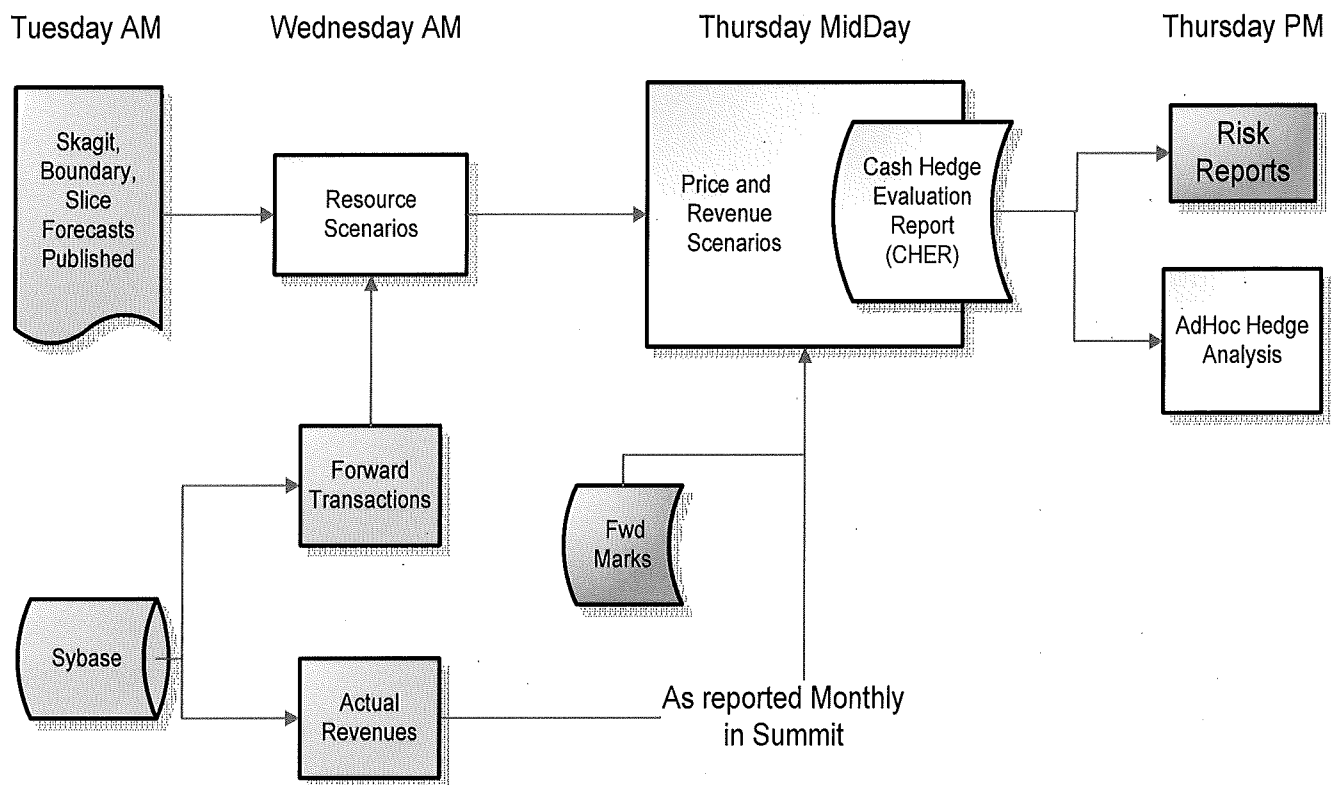 Tuesday AM
Wednesday AM
Thursday MidDay
Thursday PM
Skagit,
Boundary,
Slice
Forecasts
Published
Resource
Scenarios
Price and
Revenue
Scenarios
Cash Hedge
Evaluation
Report
(CHER)
Risk
Reports
AdHoc Hedge
Analysis
Forward
Transactions
Fwd
Marks
Sybase
Actual
Revenues
As reported Monthly
in Summit